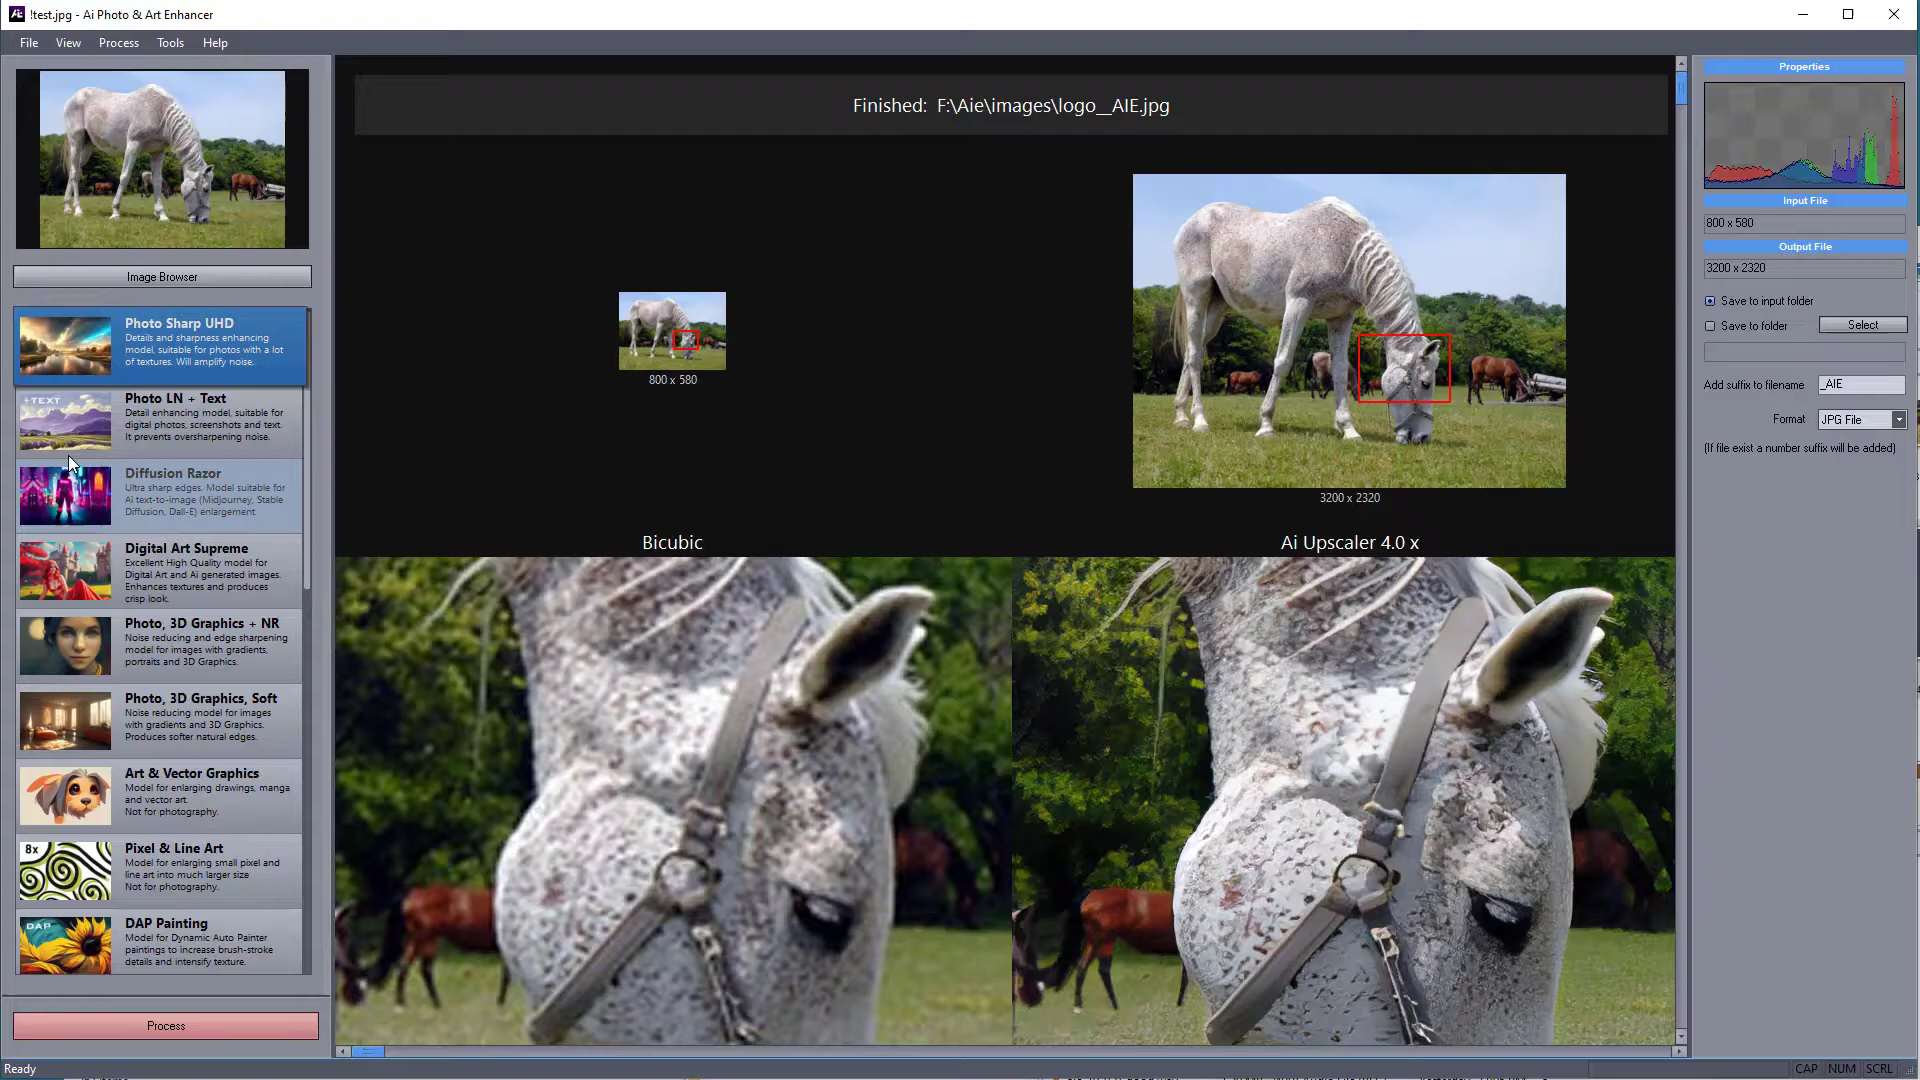 !test.jpg - Ai Photo & Art Enhancer
File View Process Tools Help
Image Browser
Photo Sharp UHD
Details and sharpness enhancing
model, suitable for photos with a lot
of textures. Will amplify noise.
+TEXT
Photo LN + Text
Detail enhancing model, suitable for
digital photos, screenshots and text.
It prevents oversharpening noise.
Diffusion Razor
Ultra sharp edges. Model suitable for
Ai text-to-image (Midjourney, Stable
Diffusion, Dall-E) enlargement
Digital Art Supreme
Excellent High Quality model for
Digital Art and Ai generated images.
Enhances textures and produces
crisp look.
Photo, 3D Graphics + NR
Noise reducing and edge sharpening
model for images with gradients,
portraits and 3D Graphics.
Photo, 3D Graphics, Soft
Noise reducing model for images
with gradients and 3D Graphics.
Produces softer natural edges.
Art & Vector Graphics
Model for enlarging drawings, manga
and vector art.
Not for photography.
8x
Pixel & Line Art
Model for enlarging small pixel and
line art into much larger size
Not for photography.
DAP
DAP Painting
Model for Dynamic Auto Painter
paintings to increase brush-stroke
details and intensify texture.
Process
Ready
Finished: F:\Aie\images\logo__AIE.jpg
800 x 580
3200 x 2320
Bicubic
Ai Upscaler 4.0 x
Properties
Input File
800 x 580
Output File
3200 x 2320
Save to input folder
Save to folder
Select
Add suffix to filename
_AIE
Format
JPG File
(If file exist a number suffix will be added)
CAP NUM SCRL